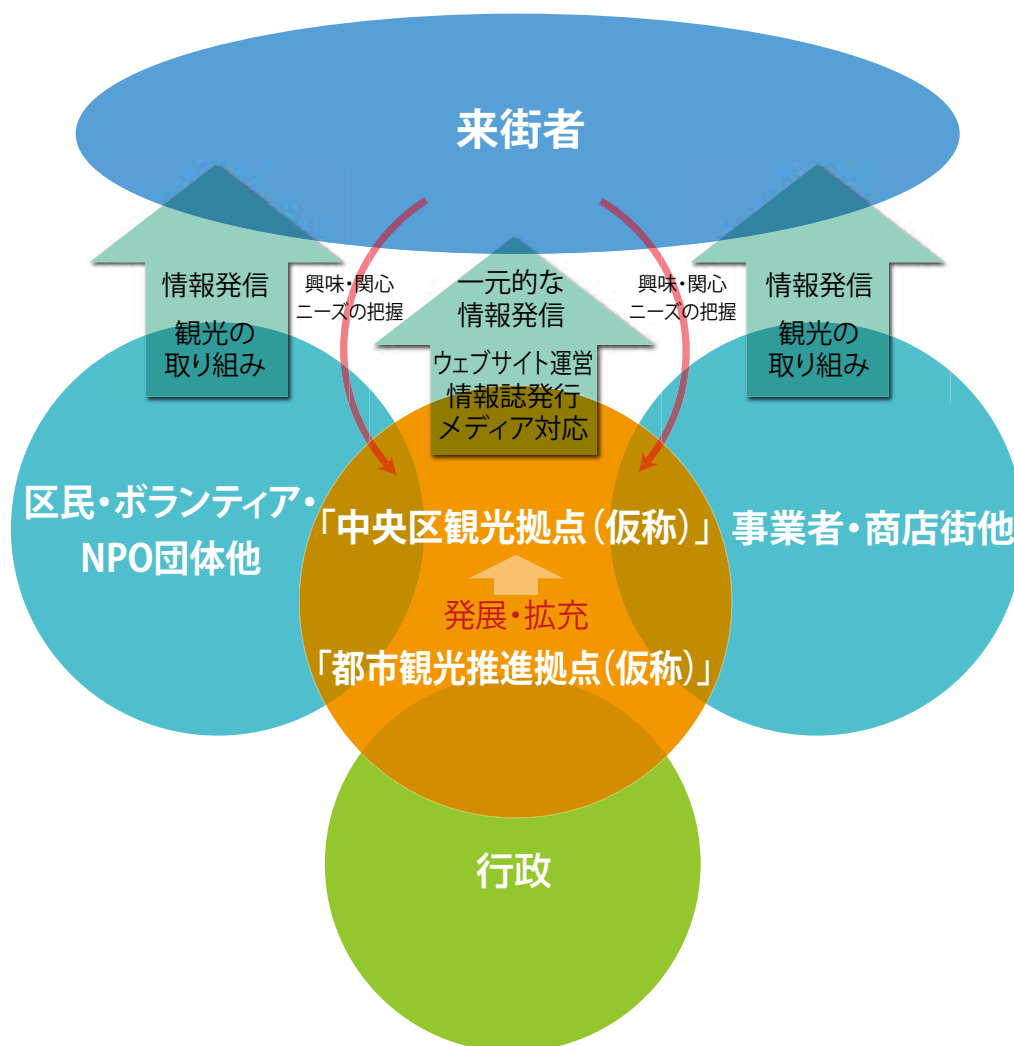 来街者
情報発信
観光の
取り組み
興味・関心
ニーズの把握
一元的な
情報発信
ウェブサイト運営
情報誌発行
メディア対応
興味・関心
ニーズの把握
情報発信
観光の
取り組み
区民・ボランティア・
NPO団体他
「中央区観光拠点（仮称）」
事業者・商店街他
発展・拡充
「都市観光推進拠点（仮称）」
行政